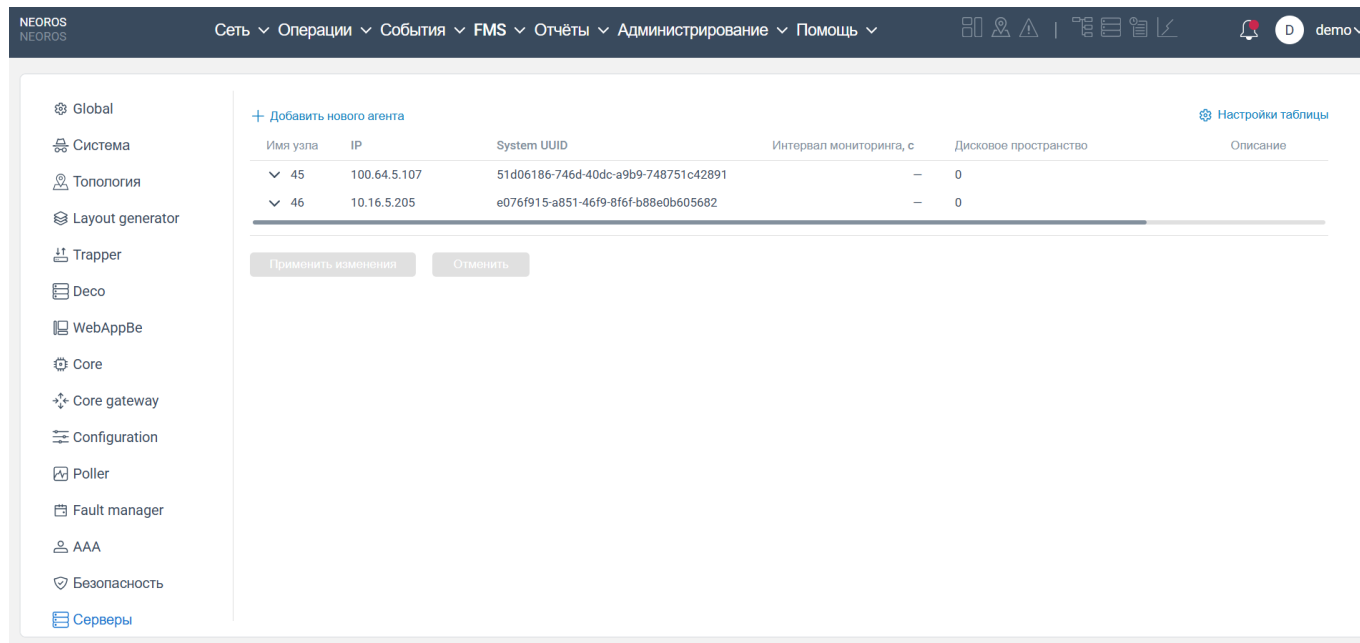 NEOROS
NEOROS
Сеть Операции События FMS Отчёты Администрирование Помощь
D demo
Global
Система
Топология
Layout generator
Trapper
Deco
WebAppBe
Core
Core gateway
Configuration
Poller
Fault manager
AAA
Безопасность
Серверы
+ Добавить нового агента
Настройки таблицы
Имя узла IP System UUID Интервал мониторинга, с Дисковое пространство Описание
45 100.64.5.107 51d06186-746d-40dc-a9b9-748751c42891 – 0
46 10.16.5.205 e076f915-a851-46f9-8f6f-b88e0b605682 – 0
Применить изменения Отменить